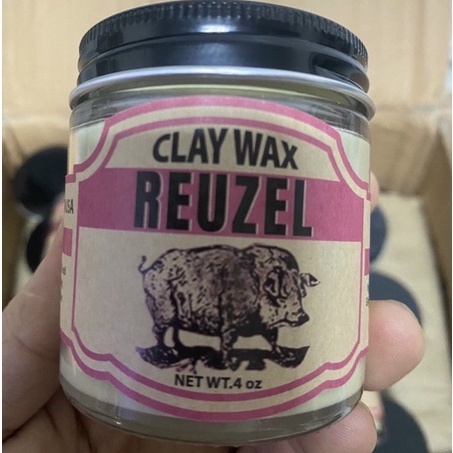 CLAY WAX
REUZEL
NET WT.4 oz